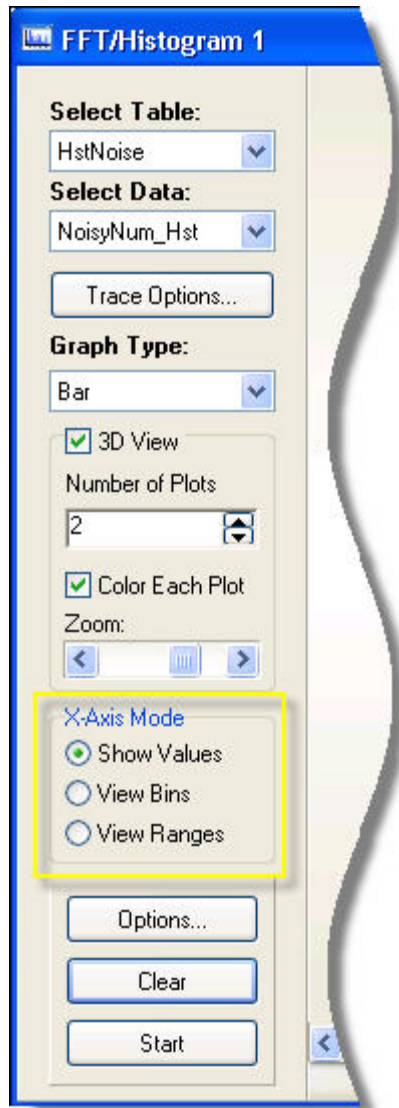 FFT/Histogram 1
Select Table:
HstNoise
Select Data:
NoisyNum_Hst
Trace Options...
Graph Type:
Bar
3D View
Number of Plots
2
Color Each Plot
Zoom:
X-Axis Mode
Show Values
View Bins
View Ranges
Options...
Clear
Start